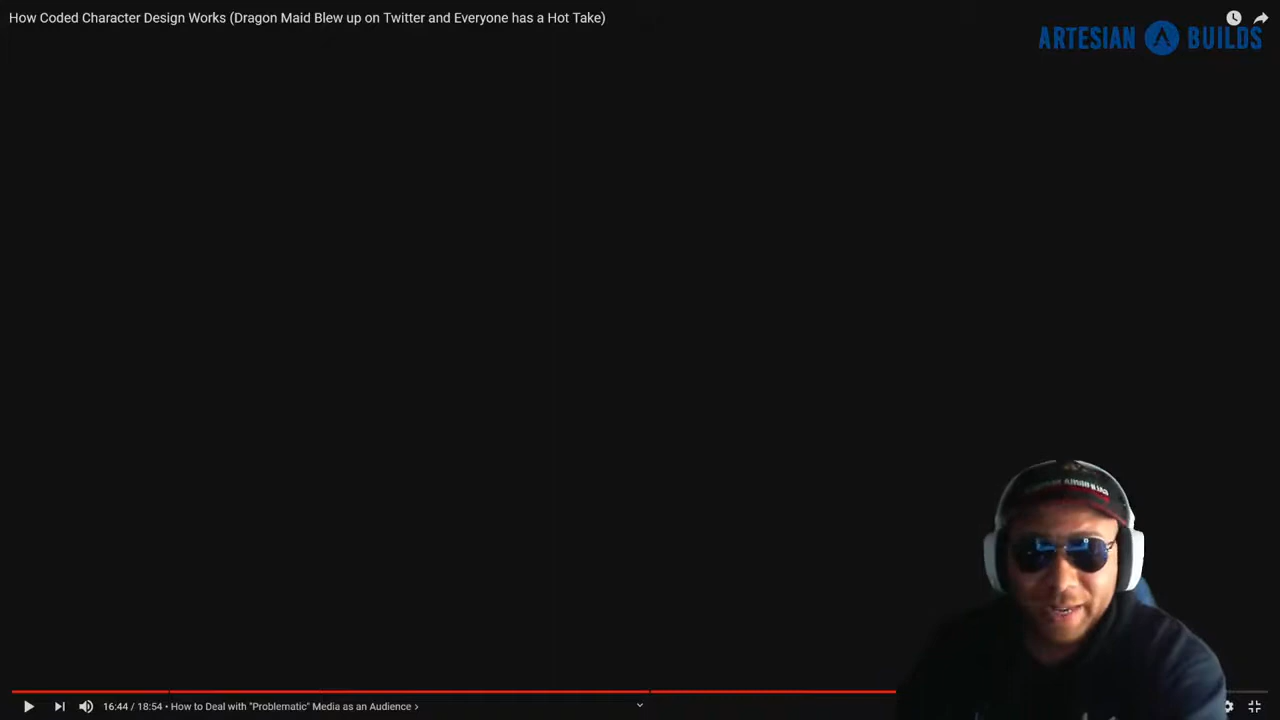 How Coded Character Design Works (Dragon Maid Blew up on Twitter and Everyone has a Hot Take)
ARTESIAN BUILDS
16:44 / 18:54 • How to Deal with "Problematic" Media as an Audience ›